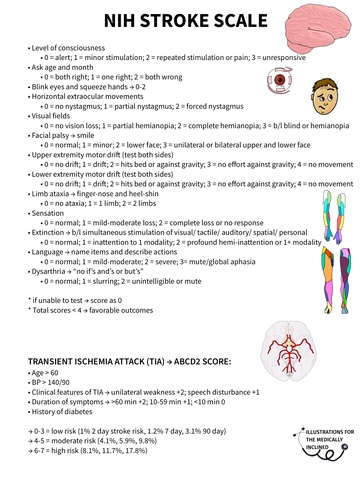 NIH STROKE SCALE
• Level of consciousness
• 0 = alert; 1 = minor stimulation; 2 = repeated stimulation or pain; 3 = unresponsive
• Ask age and month
• 0 = both right; 1 = one right; 2 = both wrong
• Blink eyes and squeeze hands → 0-2
• Horizontal extraocular movements
• 0 = no nystagmus; 1 = partial nystagmus; 2 = forced nystagmus
• Visual fields
• 0 = no vision loss; 1 = partial hemianopia; 2 = complete hemianopia; 3 = b/l blind or hemianopia
• Facial palsy → smile
• 0 = normal; 1 = minor; 2 = lower face; 3 = unilateral or bilateral upper and lower face
• Upper extremity motor drift (test both sides)
• 0 = no drift; 1 = drift; 2 = hits bed or against gravity; 3 = no effort against gravity; 4 = no movement
• Lower extremity motor drift (test both sides)
• 0 = no drift; 1 = drift; 2 = hits bed or against gravity; 3 = no effort against gravity; 4 = no movement
• Limb ataxia → finger-nose and heel-shin
• 0 = no ataxia; 1 = 1 limb; 2 = 2 limbs
• Sensation
• 0 = normal; 1 = mild-moderate loss; 2 = complete loss or no response
• Extinction → b/l simultaneous stimulation of visual/ tactile/ auditory/ spatial/ personal
• 0 = normal; 1 = inattention to 1 modality; 2 = profound hemi-inattention or 1+ modality
• Language → name items and describe actions
• 0 = normal; 1 = mild-moderate; 2 = severe; 3= mute/global aphasia
• Dysarthria → "no if's and's or but's"
• 0 = normal; 1 = slurring; 2 = unintelligible or mute
* if unable to test → score as 0
* Total scores < 4 → favorable outcomes
TRANSIENT ISCHEMIA ATTACK (TIA) → ABCD2 SCORE:
• Age > 60
• BP > 140/90
• Clinical features of TIA → unilateral weakness +2; speech disturbance +1
• Duration of symptoms → >60 min +2; 10-59 min +1; <10 min 0
• History of diabetes
→ 0-3 = low risk (1% 2 day stroke risk, 1.2% 7 day, 3.1% 90 day)
→ 4-5 = moderate risk (4.1%, 5.9%, 9.8%)
→ 6-7 = high risk (8.1%, 11.7%, 17.8%)
ILLUSTRATIONS FOR
THE MEDICALLY
INCLINED